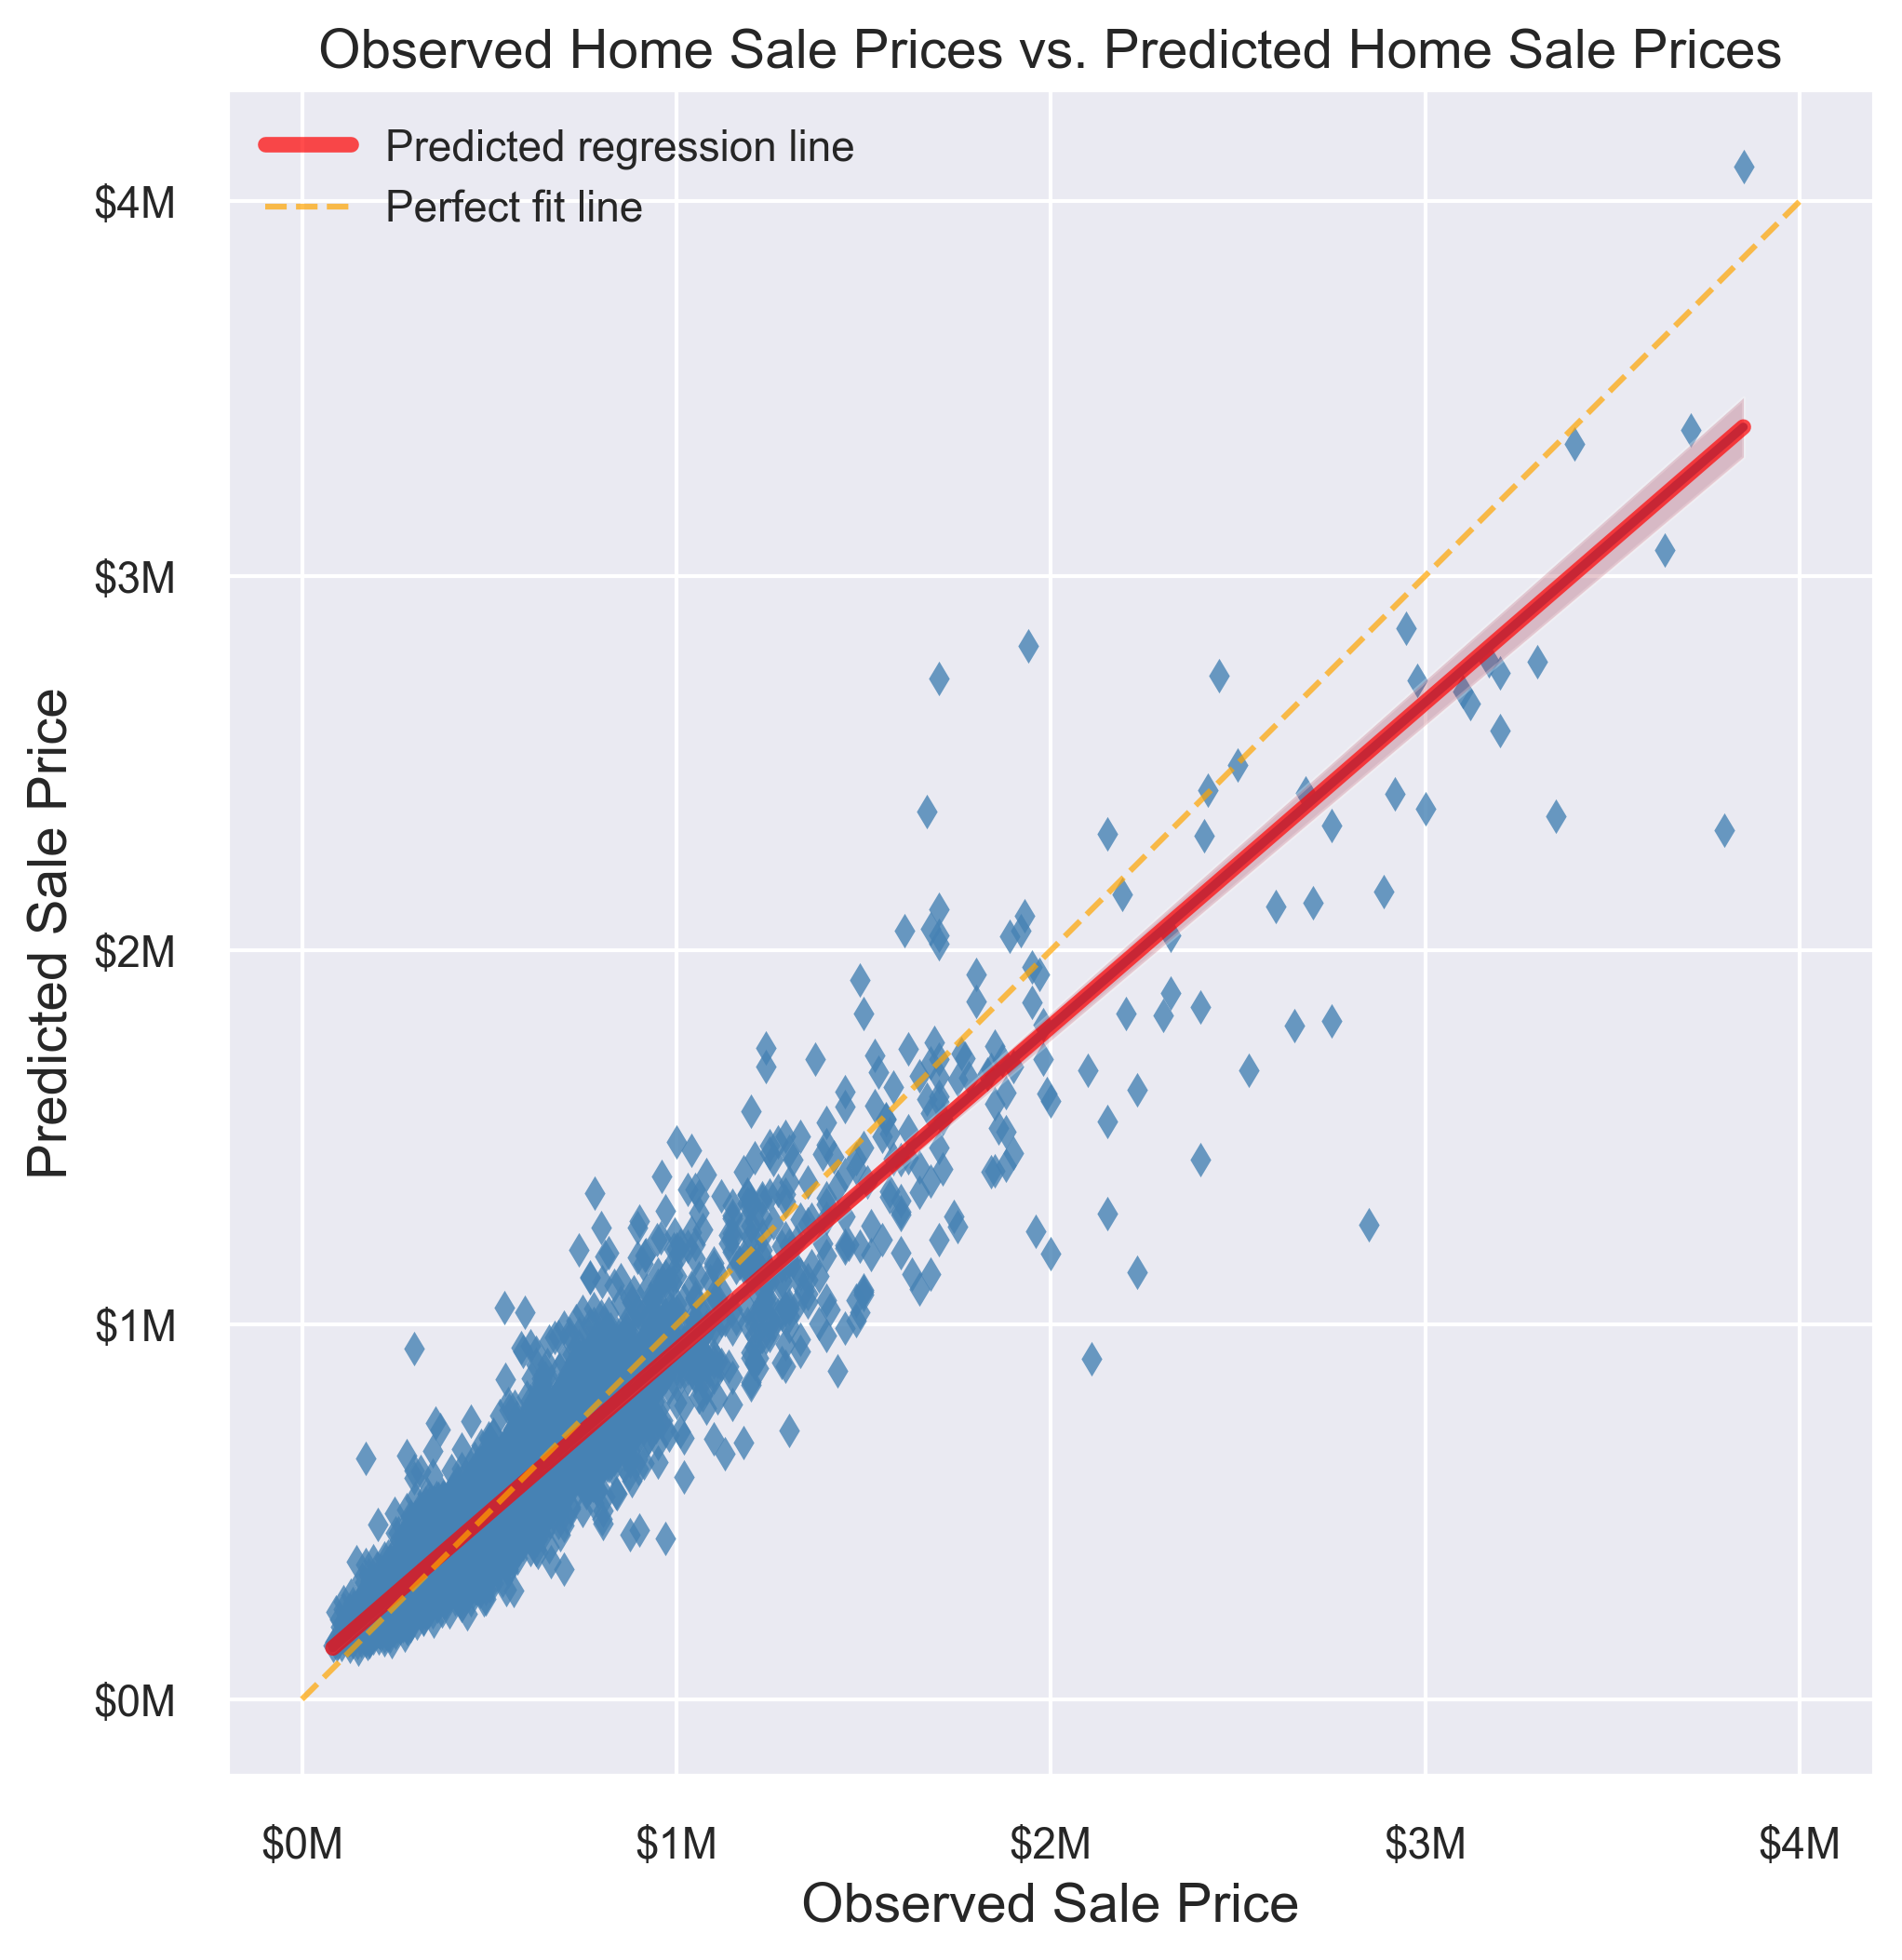 Observed Home Sale Prices vs. Predicted Home Sale Prices
Predicted regression line
Perfect fit line
$4M
$3M
$2M
$1M
$0M
Predicted Sale Price
$0M $1M $2M $3M $4M
Observed Sale Price